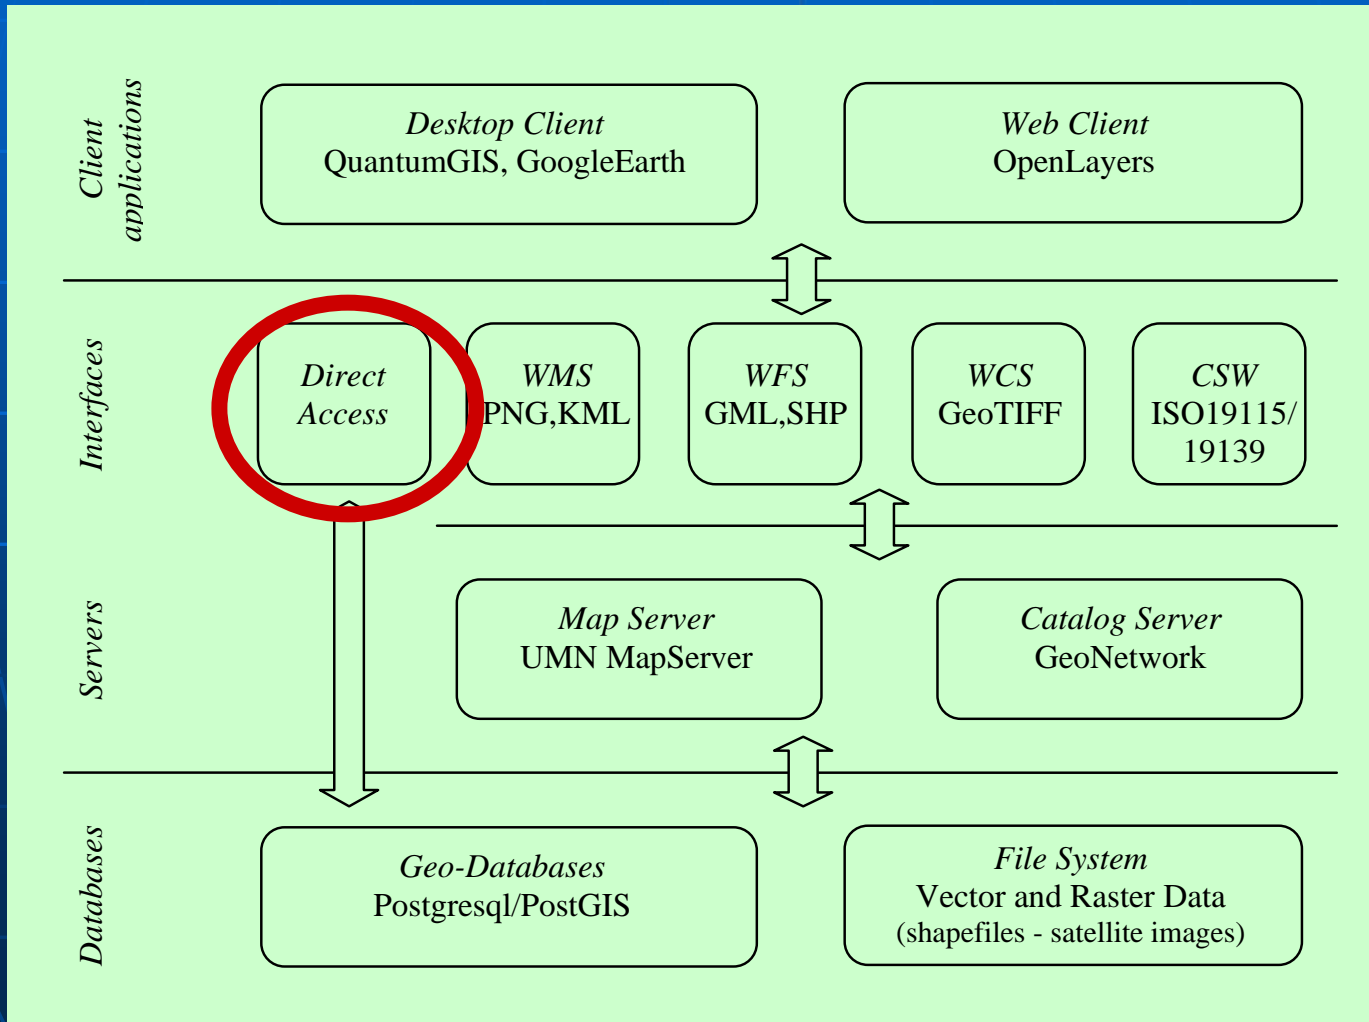 Client
applications
Desktop Client
QuantumGIS, GoogleEarth
Web Client
OpenLayers
Interfaces
Direct
Access
WMS
PNG,KML
WFS
GML,SHP
WCS
GeoTIFF
CSW
ISO19115/
19139
Servers
Map Server
UMN MapServer
Catalog Server
GeoNetwork
Databases
Geo-Databases
Postgresql/PostGIS
File System
Vector and Raster Data
(shapefiles - satellite images)